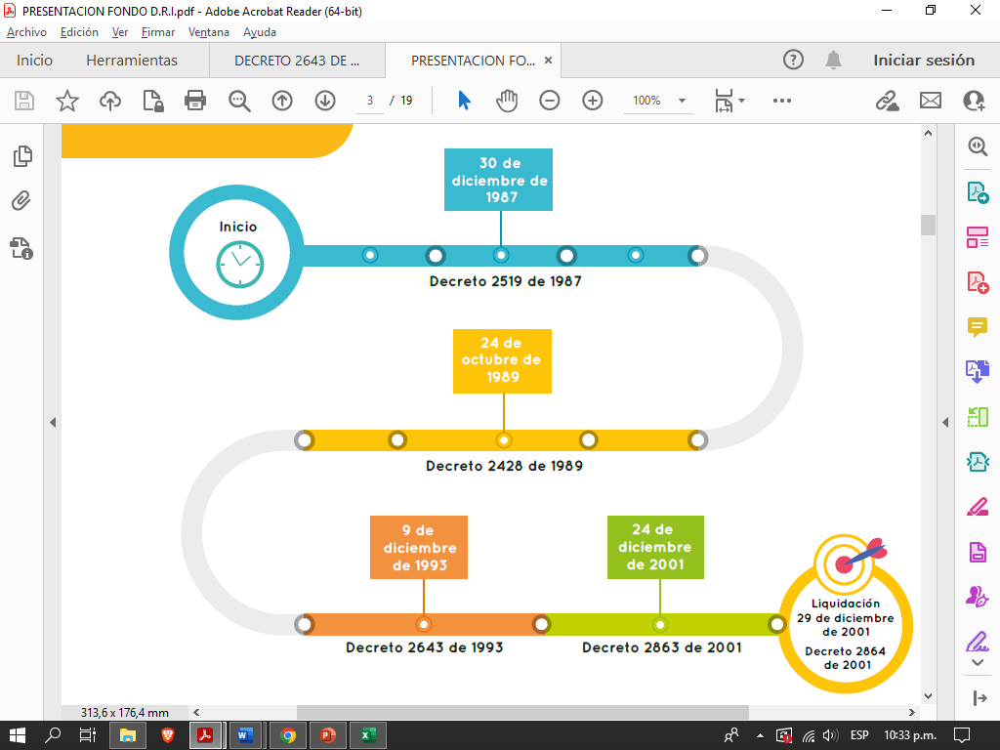 PRESENTACION FONDO D.R.I.pdf - Adobe Acrobat Reader (64-bit)
Archivo Edición Ver Firmar Ventana Ayuda
Inicio Herramientas DECRETO 2643 DE ... PRESENTACION FO... × Iniciar sesión
3 / 19 100%
30 de
diciembre de
1987
Inicio
Decreto 2519 de 1987
24 de
octubre de
1989
Decreto 2428 de 1989
9 de
diciembre
de 1993
24 de
diciembre
de 2001
Decreto 2643 de 1993
Decreto 2863 de 2001
Liquidación
29 de diciembre
de 2001
Decreto 2864
de 2001
313,6 x 176,4 mm
ESP 10:33 p.m.